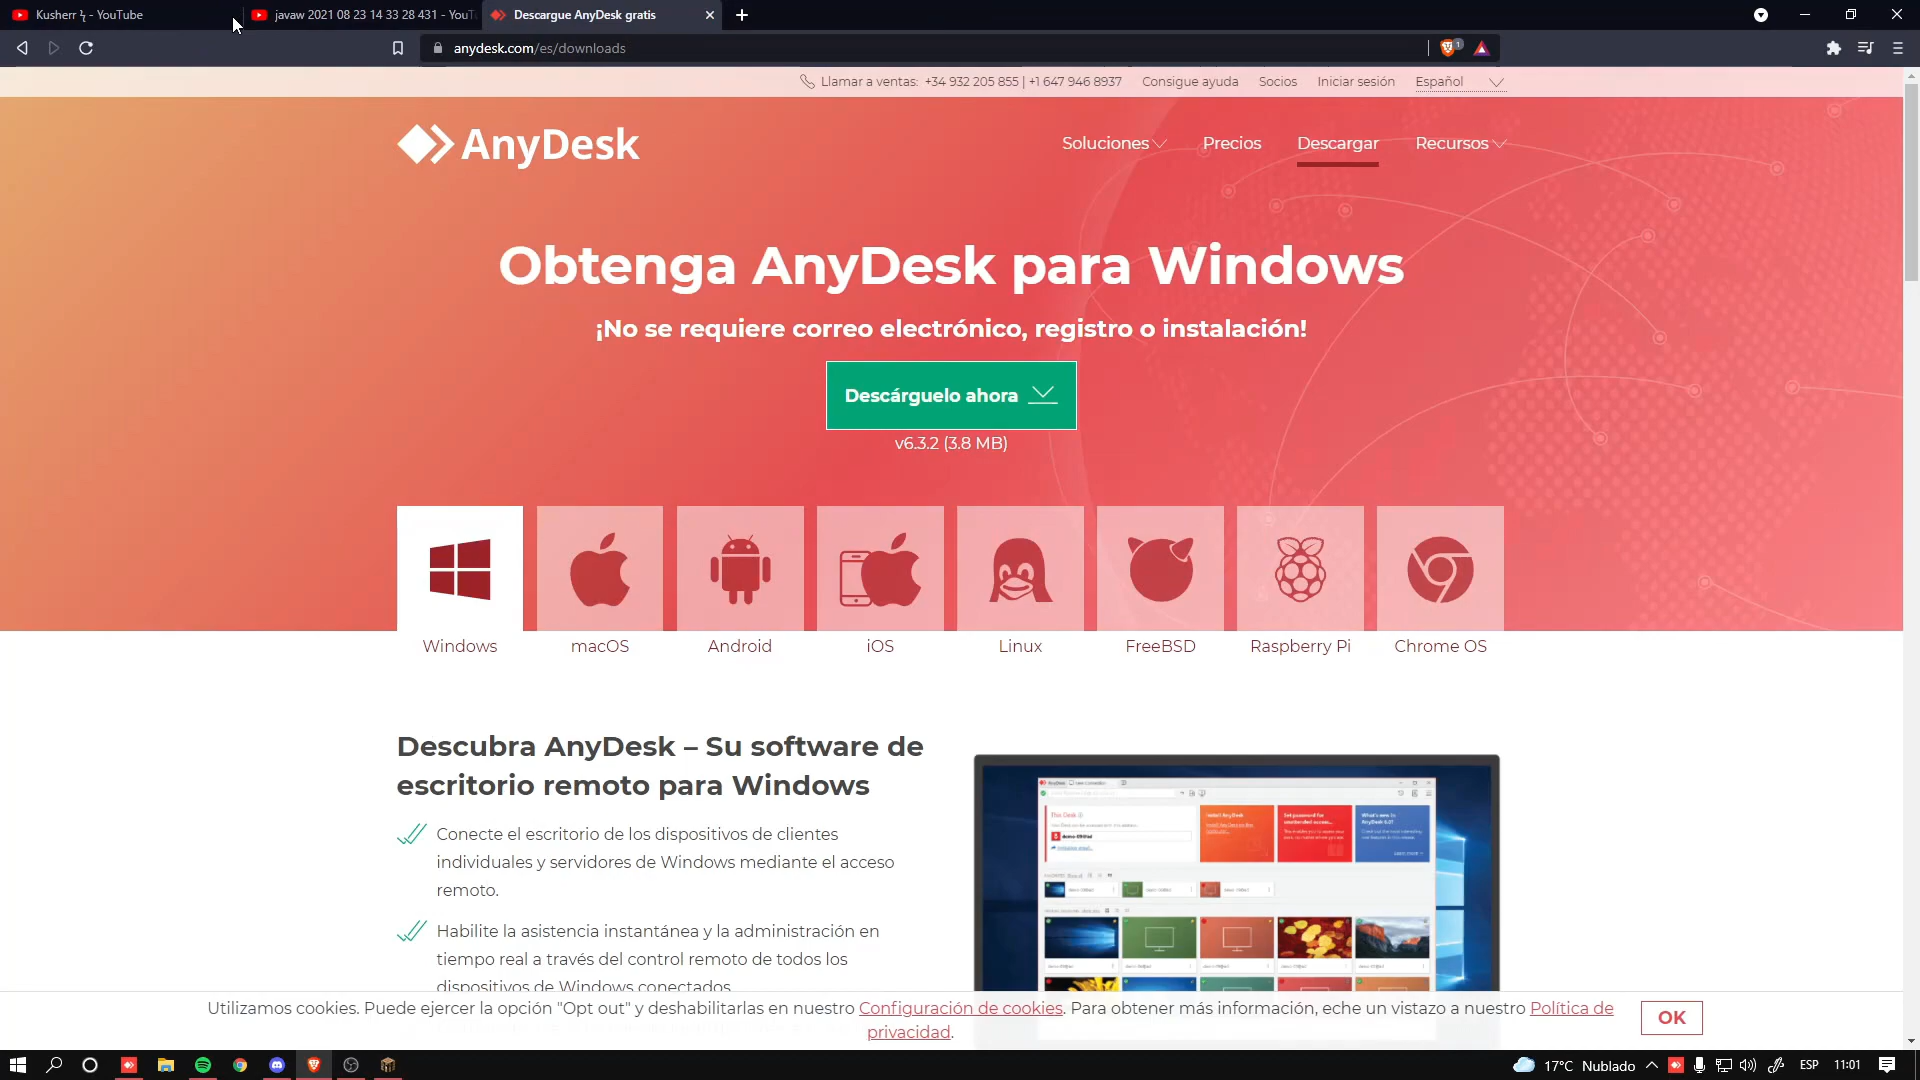 Kusherr ϟ - YouTube
javaw 2021 08 23 14 33 28 431 - YouT
Descargue AnyDesk gratis
anydesk.com/es/downloads
1
Llamar a ventas: +34 932 205 855 | +1 647 946 8937
Consigue ayuda
Socios
Iniciar sesión
Español
AnyDesk
Soluciones
Precios
Descargar
Recursos
Obtenga AnyDesk para Windows
¡No se requiere correo electrónico, registro o instalación!
Descárguelo ahora
v6.3.2 (3.8 MB)
Windows
macOS
Android
iOS
Linux
FreeBSD
Raspberry Pi
Chrome OS
Descubra AnyDesk – Su software de
escritorio remoto para Windows
Conecte el escritorio de los dispositivos de clientes
individuales y servidores de Windows mediante el acceso
remoto.
Habilite la asistencia instantánea y la administración en
tiempo real a través del control remoto de todos los
dispositivos de Windows conectados.
This Desk
Utilizamos cookies. Puede ejercer la opción "Opt out" y deshabilitarlas en nuestro Configuración de cookies. Para obtener más información, eche un vistazo a nuestro Política de
privacidad.
OK
17°C Nublado
ESP
11:01